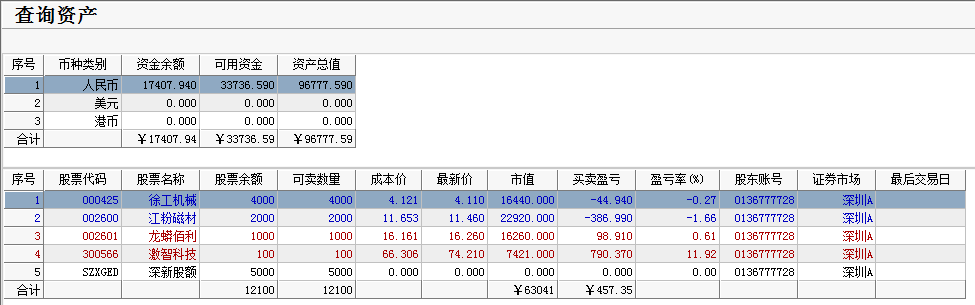 查询资产
序号 币种类别 资金余额 可用资金 资产总值
1 人民币 17407.940 33736.590 96777.590
2 美元 0.000 0.000 0.000
3 港币 0.000 0.000 0.000
合计 ￥17407.94 ￥33736.59 ￥96777.59
序号 股票代码 股票名称 股票余额 可卖数量 成本价 最新价 市值 买卖盈亏 盈亏率(%) 股东账号 证券市场 最后交易日
1 000425 徐工机械 4000 4000 4.121 4.110 16440.000 -44.940 -0.27 0136777728 深圳A
2 002600 江粉磁材 2000 2000 11.653 11.460 22920.000 -386.990 -1.66 0136777728 深圳A
3 002601 龙蟒佰利 1000 1000 16.161 16.260 16260.000 98.910 0.61 0136777728 深圳A
4 300566 激智科技 100 100 66.306 74.210 7421.000 790.370 11.92 0136777728 深圳A
5 SZXGED 深新股额 5000 5000 0.000 0.000 0.000 0.000 0.00 0136777728 深圳A
合计 12100 12100 ￥63041 ￥457.35